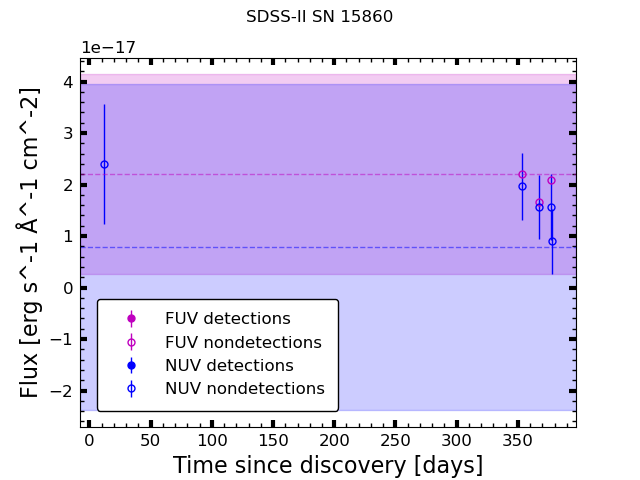 SDSS-II SN 15860
1e−17
4
3
2
1
0
−1
−2
Flux [erg s^-1 Å^-1 cm^-2]
FUV detections
FUV nondetections
NUV detections
NUV nondetections
0 50 100 150 200 250 300 350
Time since discovery [days]